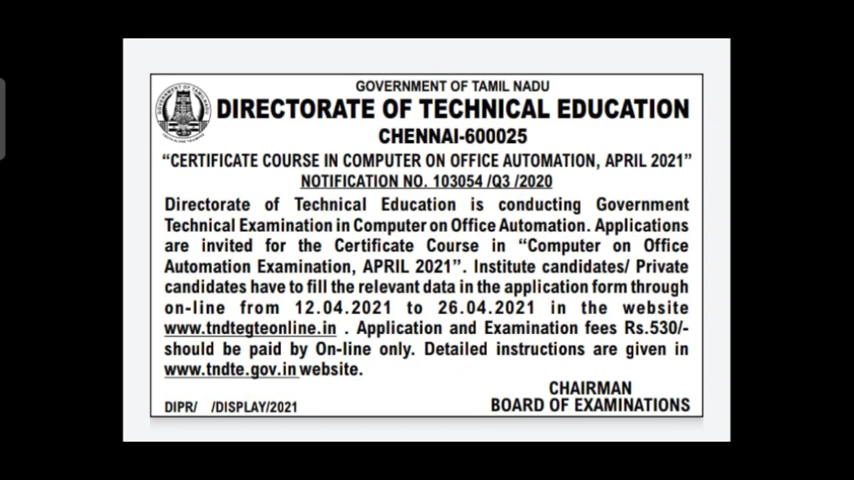 GOVERNMENT OF TAMIL NADU
DIRECTORATE OF TECHNICAL EDUCATION
CHENNAI-600025
"CERTIFICATE COURSE IN COMPUTER ON OFFICE AUTOMATION, APRIL 2021"
NOTIFICATION NO. 103054 /Q3 /2020
Directorate of Technical Education is conducting Government
Technical Examination in Computer on Office Automation. Applications
are invited for the Certificate Course in "Computer on Office
Automation Examination, APRIL 2021". Institute candidates/ Private
candidates have to fill the relevant data in the application form through
on-line from 12.04.2021 to 26.04.2021 in the website
www.tndtegteonline.in . Application and Examination fees Rs.530/-
should be paid by On-line only. Detailed instructions are given in
www.tndte.gov.in website.
CHAIRMAN
DIPR/ /DISPLAY/2021 BOARD OF EXAMINATIONS